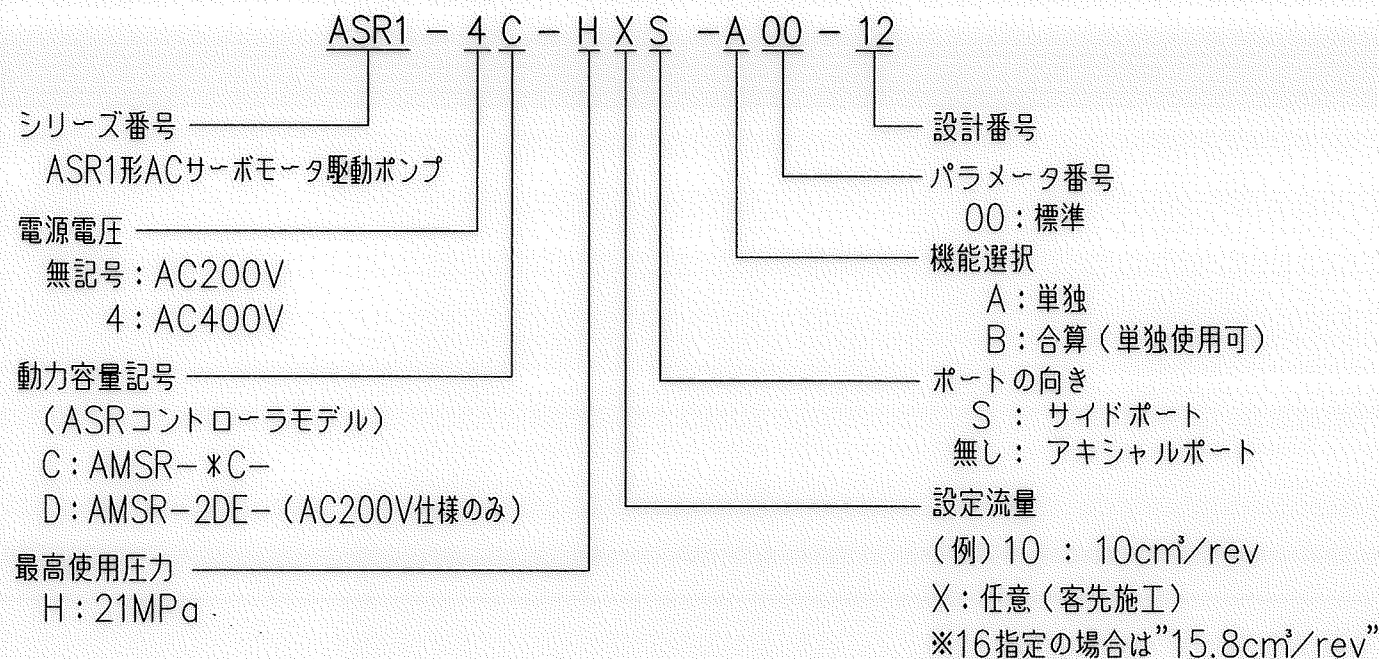 ASR1 - 4 C - H X S - A 00 - 12
シリーズ番号
ASR1形ACサーボモータ駆動ポンプ
電源電圧
無記号：AC200V
4：AC400V
動力容量記号
（ASRコントローラモデル）
C：AMSR-*C-
D：AMSR-2DE-（AC200V仕様のみ）
最高使用圧力
H：21MPa
設計番号
パラメータ番号
00：標準
機能選択
A：単独
B：合算（単独使用可）
ポートの向き
S： サイドポート
無し： アキシャルポート
設定流量
（例）10 ： 10cm³/rev
X：任意（客先施工）
※16指定の場合は”15.8cm³/rev”